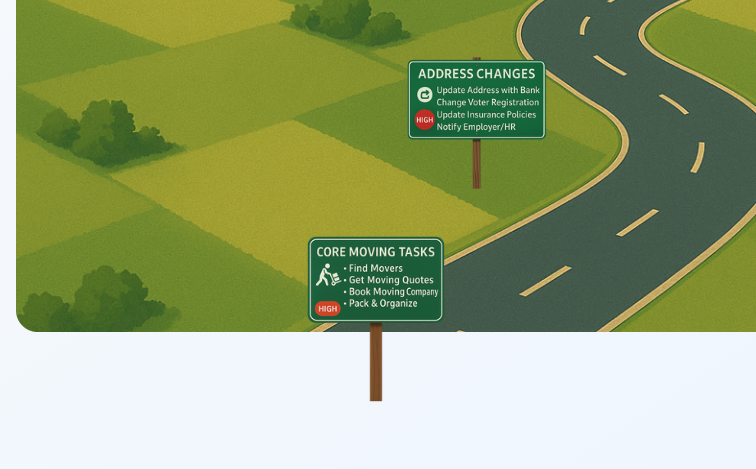 ADDRESS CHANGES
Update Address with Bank
Change Voter Registration
HIGH
Update Insurance Policies
Notify Employer/HR
CORE MOVING TASKS
• Find Movers
• Get Moving Quotes
• Book Moving Company
• Pack & Organize
HIGH